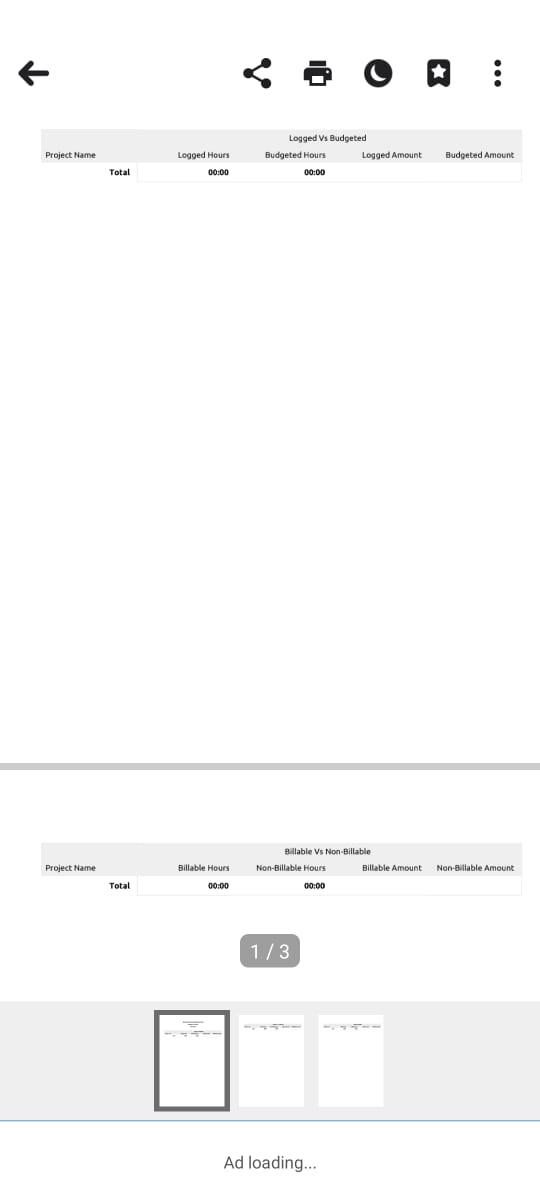 Logged Vs Budgeted
Project Name Logged Hours Budgeted Hours Logged Amount Budgeted Amount
Total 00:00 00:00
Billable Vs Non-Billable
Project Name Billable Hours Non-Billable Hours Billable Amount Non-Billable Amount
Total 00:00 00:00
1 / 3
Ad loading...